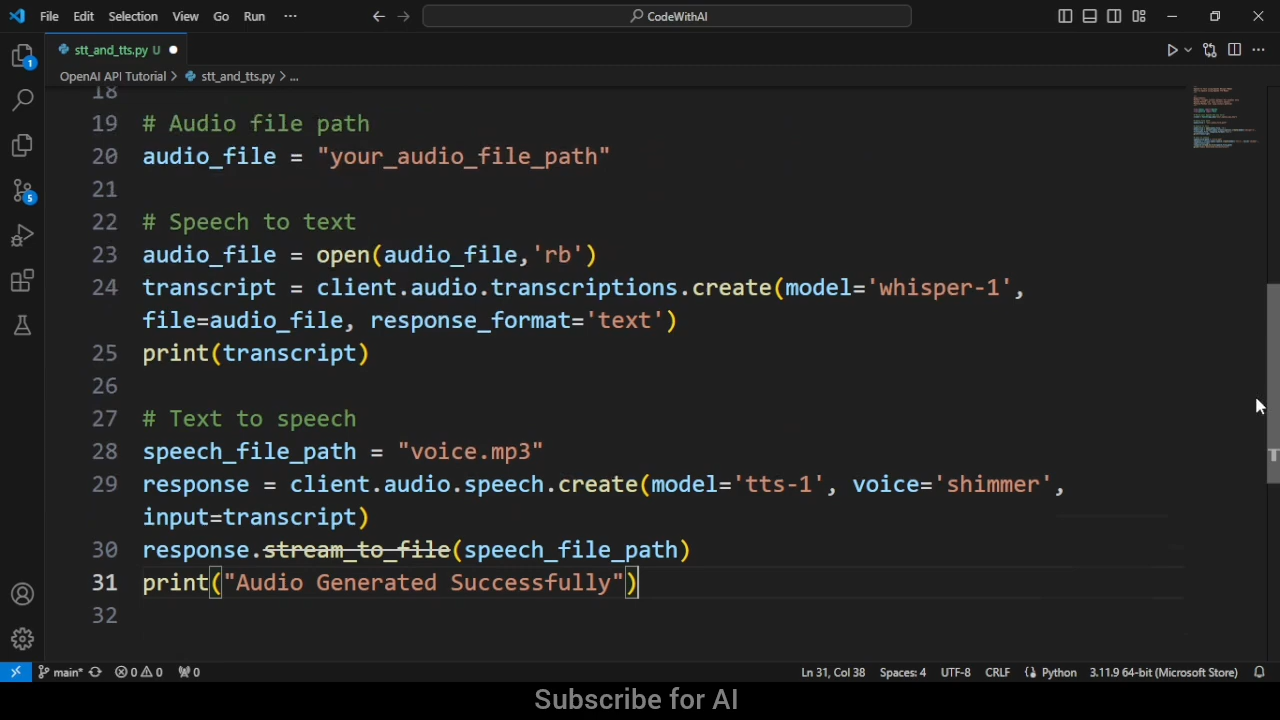 File Edit Selection View Go Run ··· CodeWithAI
stt_and_tts.py U
OpenAI API Tutorial > stt_and_tts.py > ...
18
19 # Audio file path
20 audio_file = "your_audio_file_path"
21
22 # Speech to text
23 audio_file = open(audio_file,'rb')
24 transcript = client.audio.transcriptions.create(model='whisper-1',
file=audio_file, response_format='text')
25 print(transcript)
26
27 # Text to speech
28 speech_file_path = "voice.mp3"
29 response = client.audio.speech.create(model='tts-1', voice='shimmer',
input=transcript)
30 response.stream_to_file(speech_file_path)
31 print("Audio Generated Successfully")
32
1
5
main* 0 0 0 Ln 31, Col 38 Spaces: 4 UTF-8 CRLF Python 3.11.9 64-bit (Microsoft Store)
Subscribe for AI